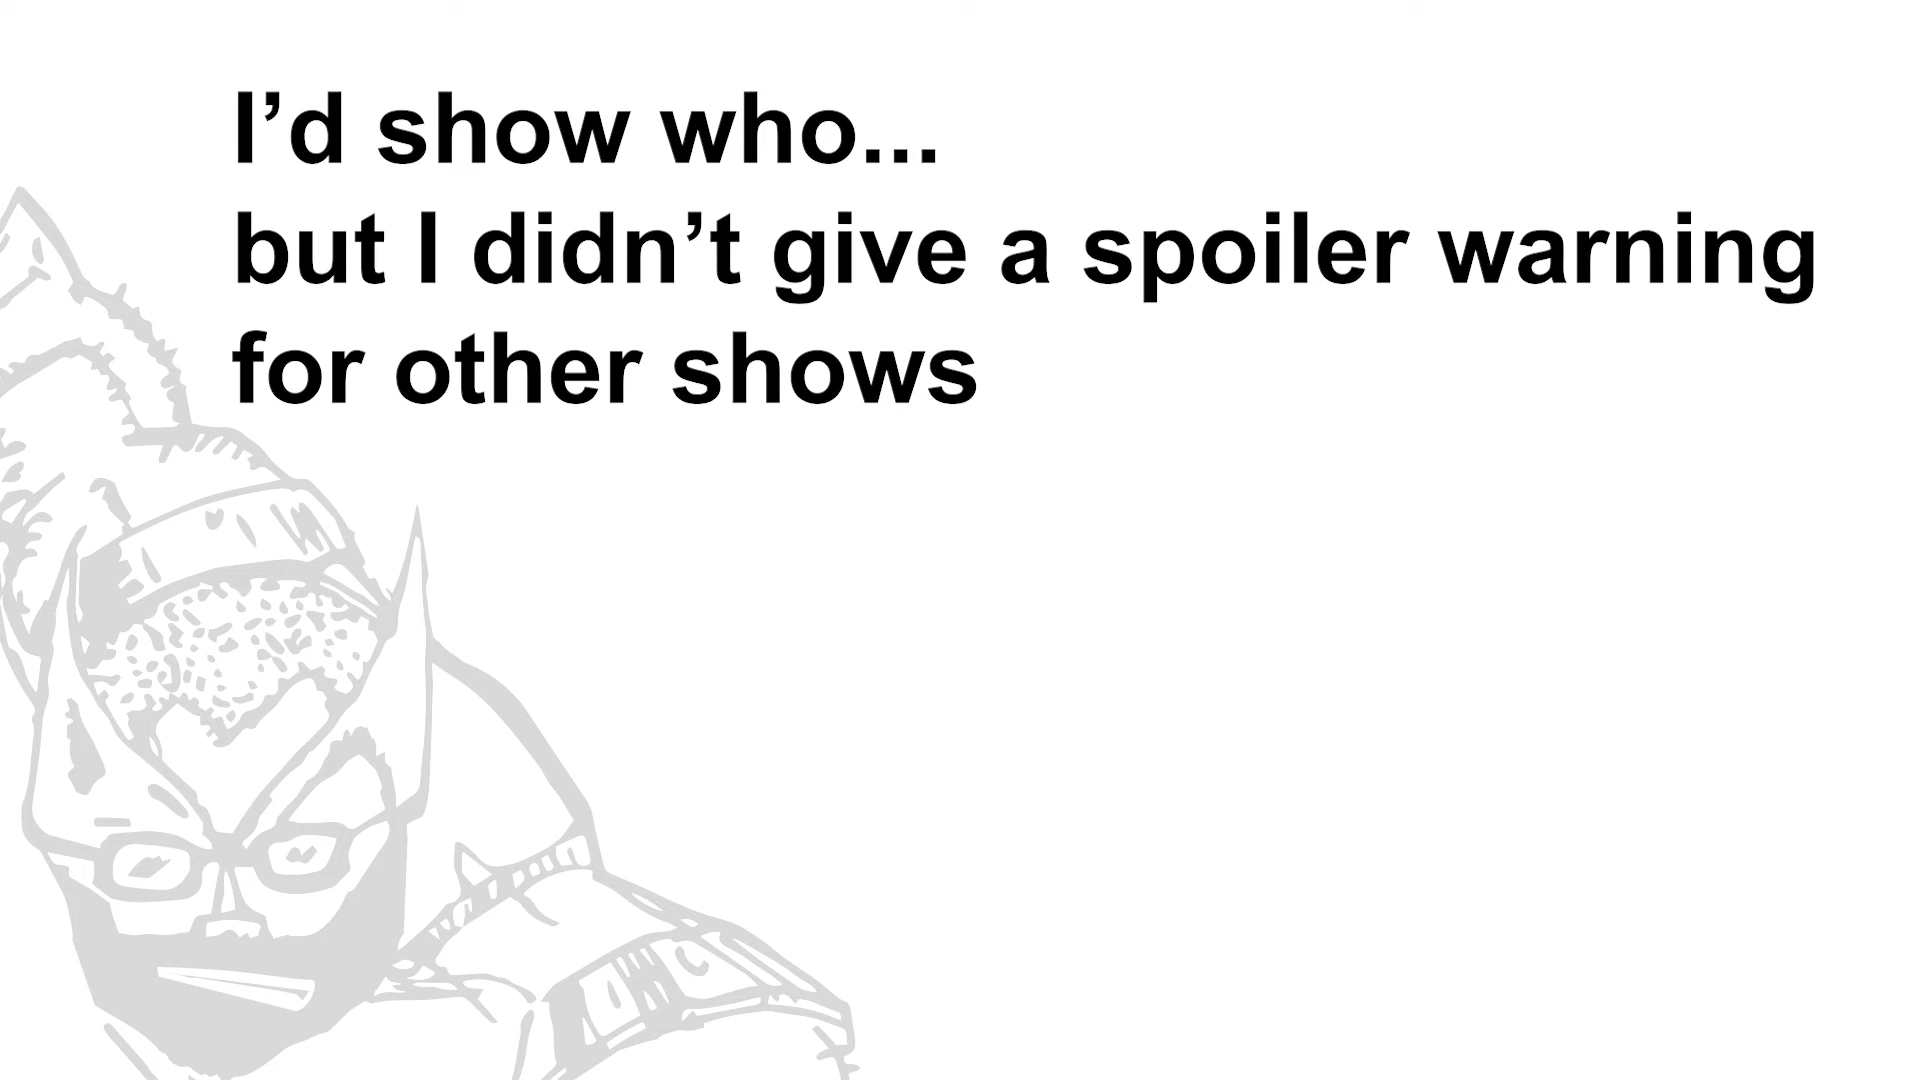 I’d show who...
but I didn’t give a spoiler warning
for other shows